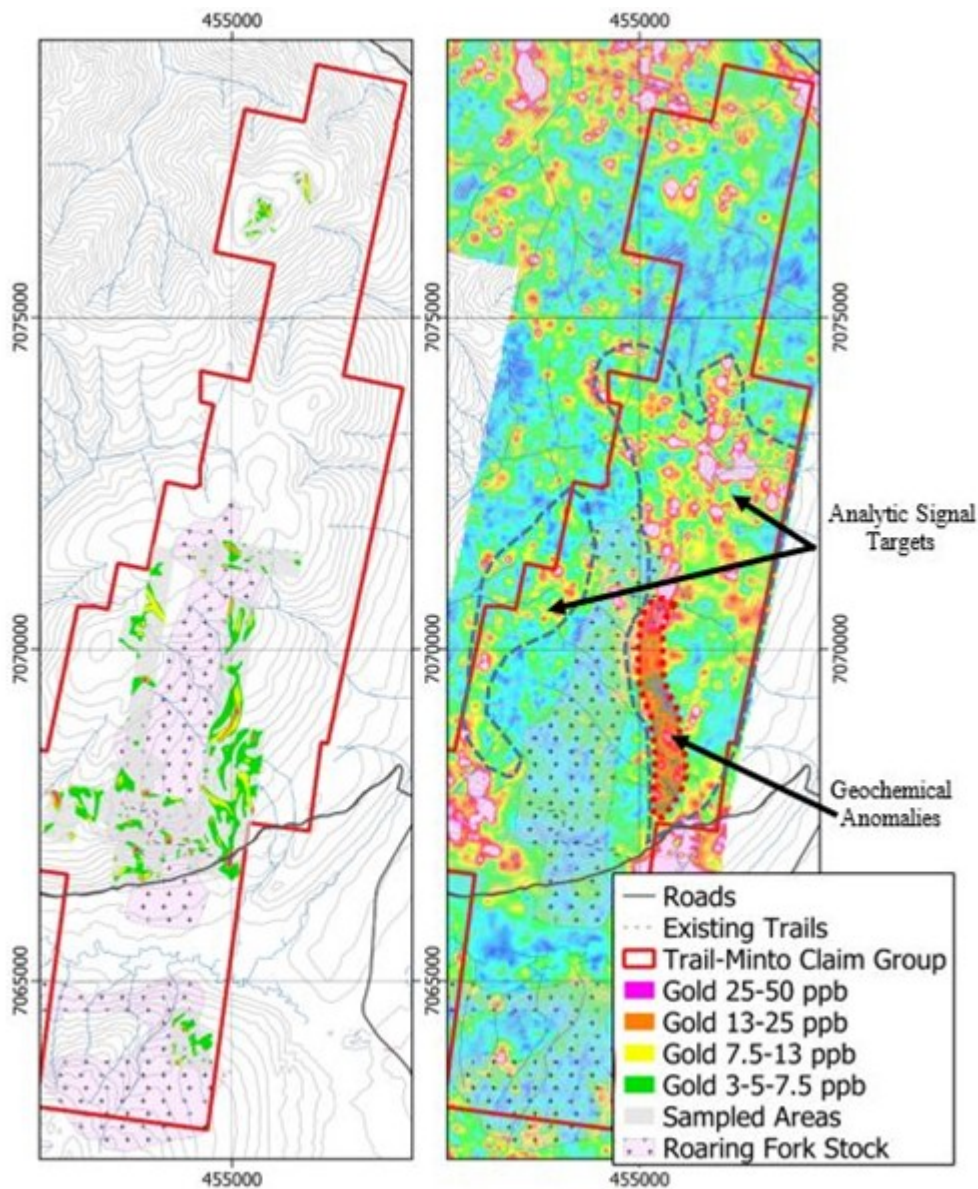 455000
455000
7075000
7075000
7075000
7070000
7070000
7070000
7065000
7065000
Analytic Signal
Targets
Geochemical
Anomalies
Roads
Existing Trails
Trail-Minto Claim Group
Gold 25-50 ppb
Gold 13-25 ppb
Gold 7.5-13 ppb
Gold 3-5-7.5 ppb
Sampled Areas
Roaring Fork Stock
455000
455000